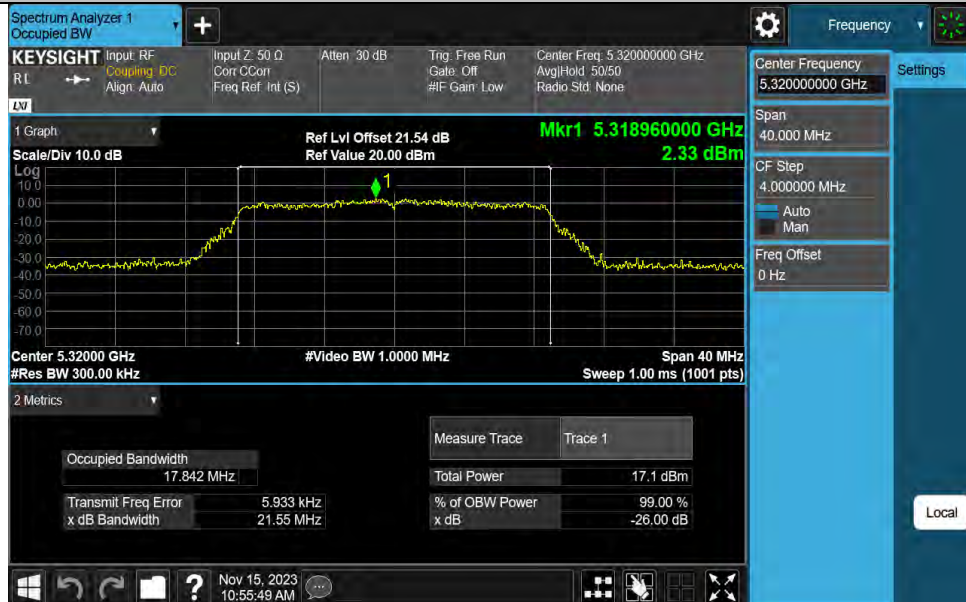 Spectrum Analyzer 1
Occupied BW
+
Frequency
KEYSIGHT
Input: RF
Coupling: DC
Align: Auto
Input Z: 50 Ω
Corr CCorr
Freq Ref: Int (S)
Atten: 30 dB
Trig: Free Run
Gate: Off
#IF Gain: Low
Center Freq: 5.320000000 GHz
Avg|Hold: 50/50
Radio Std: None
R L
LXI
Center Frequency
5.320000000 GHz
Settings
Span
40.000 MHz
CF Step
4.000000 MHz
Auto
Man
Freq Offset
0 Hz
1 Graph
Scale/Div 10.0 dB
Ref Lvl Offset 21.54 dB
Ref Value 20.00 dBm
Mkr1 5.318960000 GHz
2.33 dBm
Log
10.0
0.00
-10.0
-20.0
-30.0
-40.0
-50.0
-60.0
-70.0
1
Center 5.32000 GHz
#Video BW 1.0000 MHz
Span 40 MHz
#Res BW 300.00 kHz
Sweep 1.00 ms (1001 pts)
2 Metrics
Measure Trace
Trace 1
Occupied Bandwidth
17.842 MHz
Total Power
17.1 dBm
Transmit Freq Error
5.933 kHz
% of OBW Power
99.00 %
x dB Bandwidth
21.55 MHz
x dB
-26.00 dB
Local
?
Nov 15, 2023
10:55:49 AM